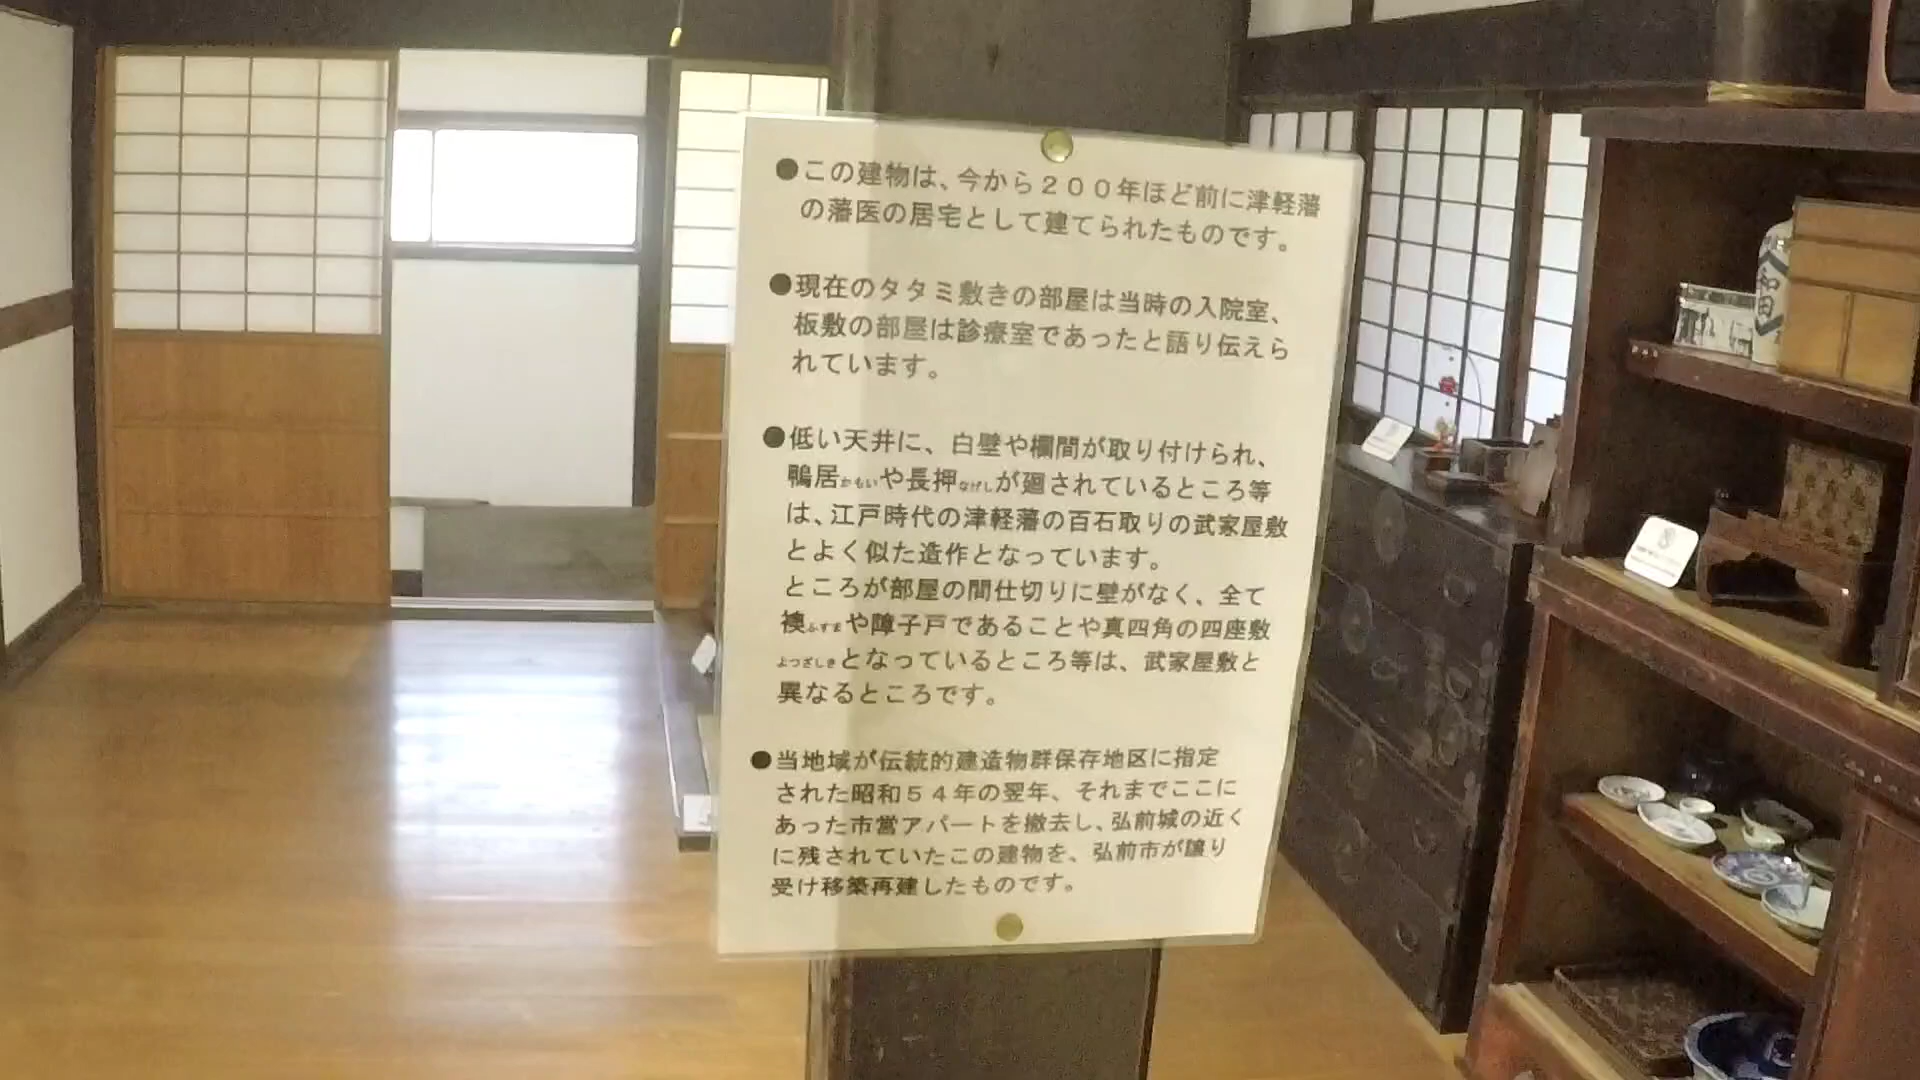 ●この建物は、今から200年ほど前に津軽藩
の藩医の居宅として建てられたものです。
●現在のタタミ敷きの部屋は当時の入院室、
板敷の部屋は診療室であったと語り伝えら
れています。
●低い天井に、白壁や欄間が取り付けられ、
鴨居かもいや長押なげしが廻されているところ等
は、江戸時代の津軽藩の百石取りの武家屋敷
とよく似た造作となっています。
ところが部屋の間仕切りに壁がなく、全て
襖ふすまや障子戸であることや真四角の四座敷
よつざしきとなっているところ等は、武家屋敷と
異なるところです。
●当地域が伝統的建造物群保存地区に指定
された昭和54年の翌年、それまでここに
あった市営アパートを撤去し、弘前城の近く
に残されていたこの建物を、弘前市が譲り
受け移築再建したものです。
和田